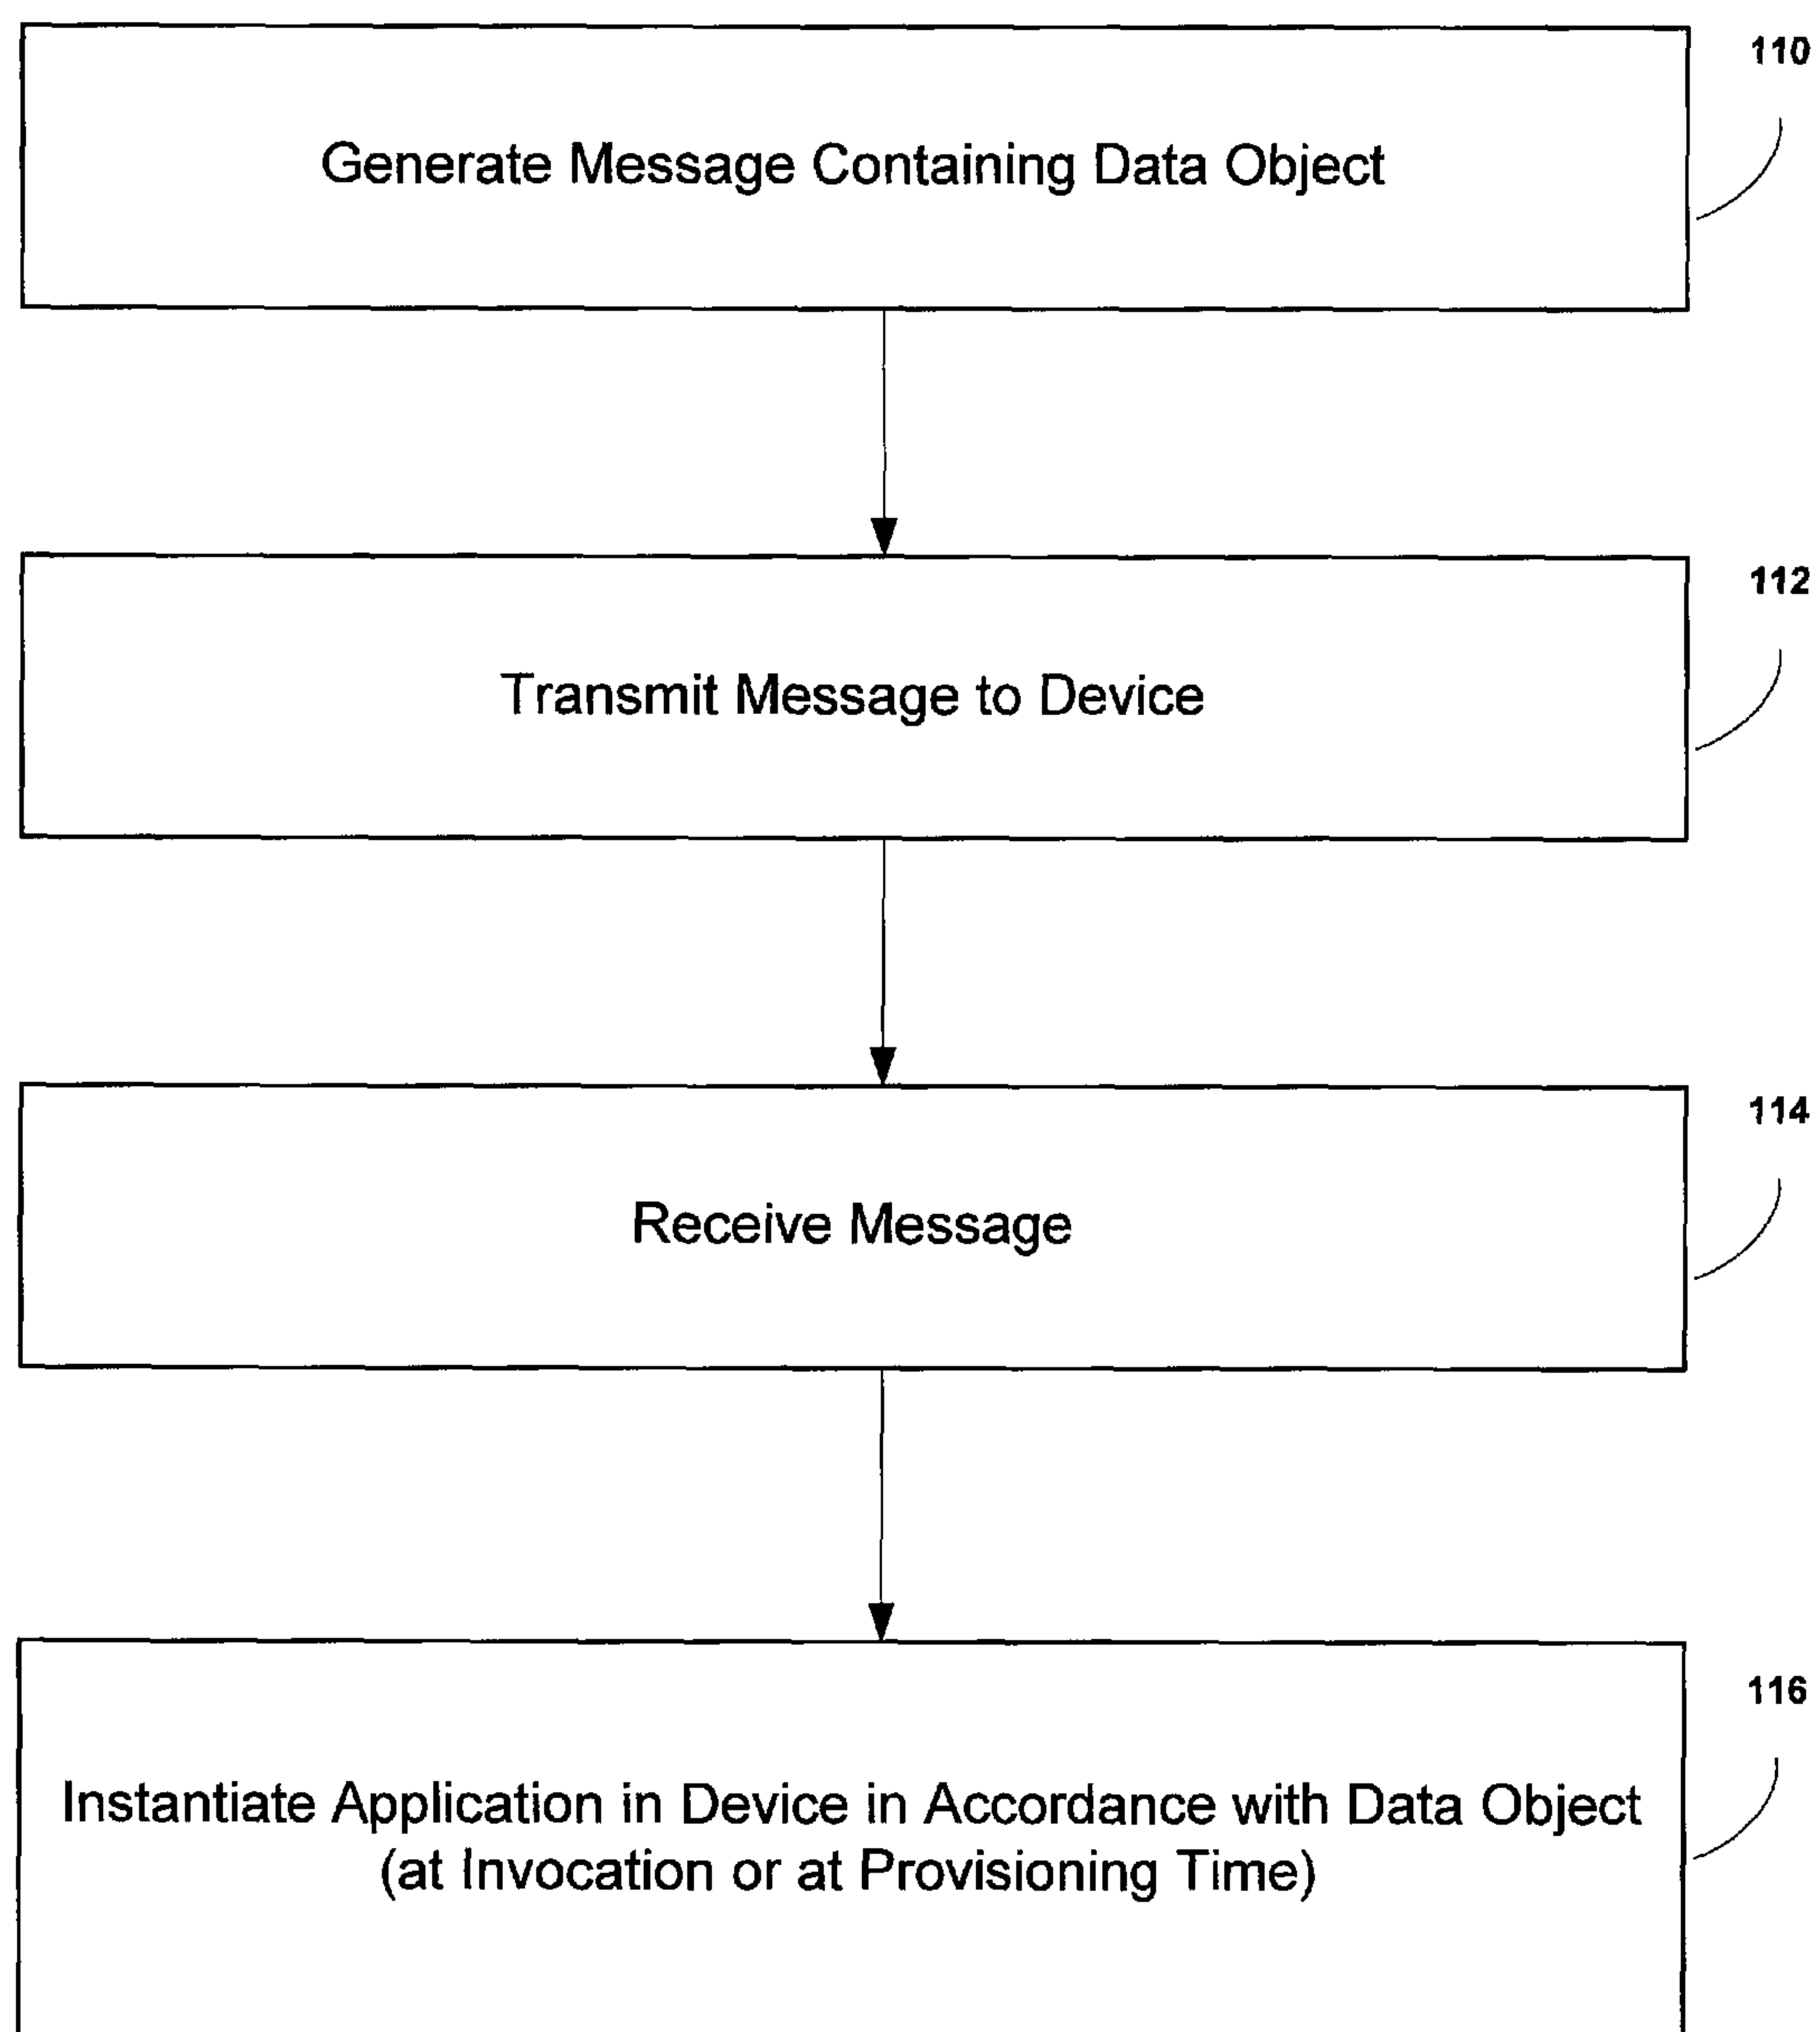 110
Generate Message Containing Data Object
112
Transmit Message to Device
114
Receive Message
116
Instantiate Application in Device in Accordance with Data Object
(at Invocation or at Provisioning Time)